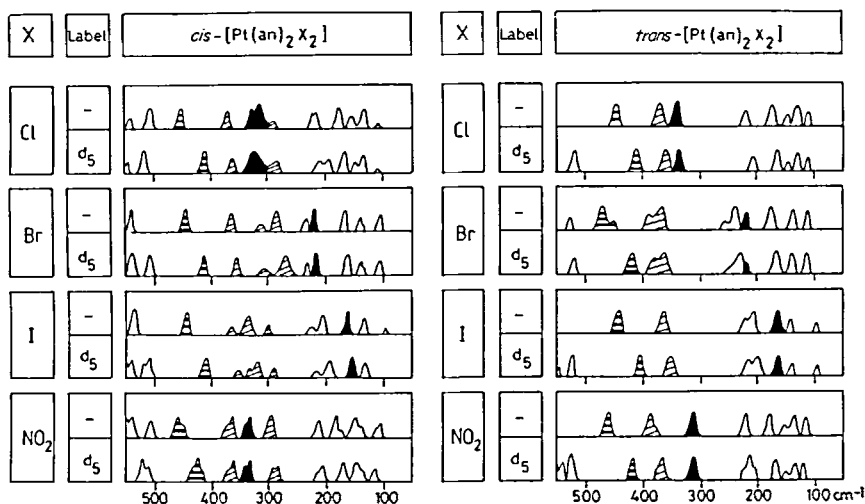 X Label cis-[Pt(an)₂X₂]
Cl – d₅
Br – d₅
I – d₅
NO₂ – d₅
500 400 300 200 100
X Label trans-[Pt(an)₂X₂]
Cl – d₅
Br – d₅
I – d₅
NO₂ – d₅
500 400 300 200 100 cm⁻¹